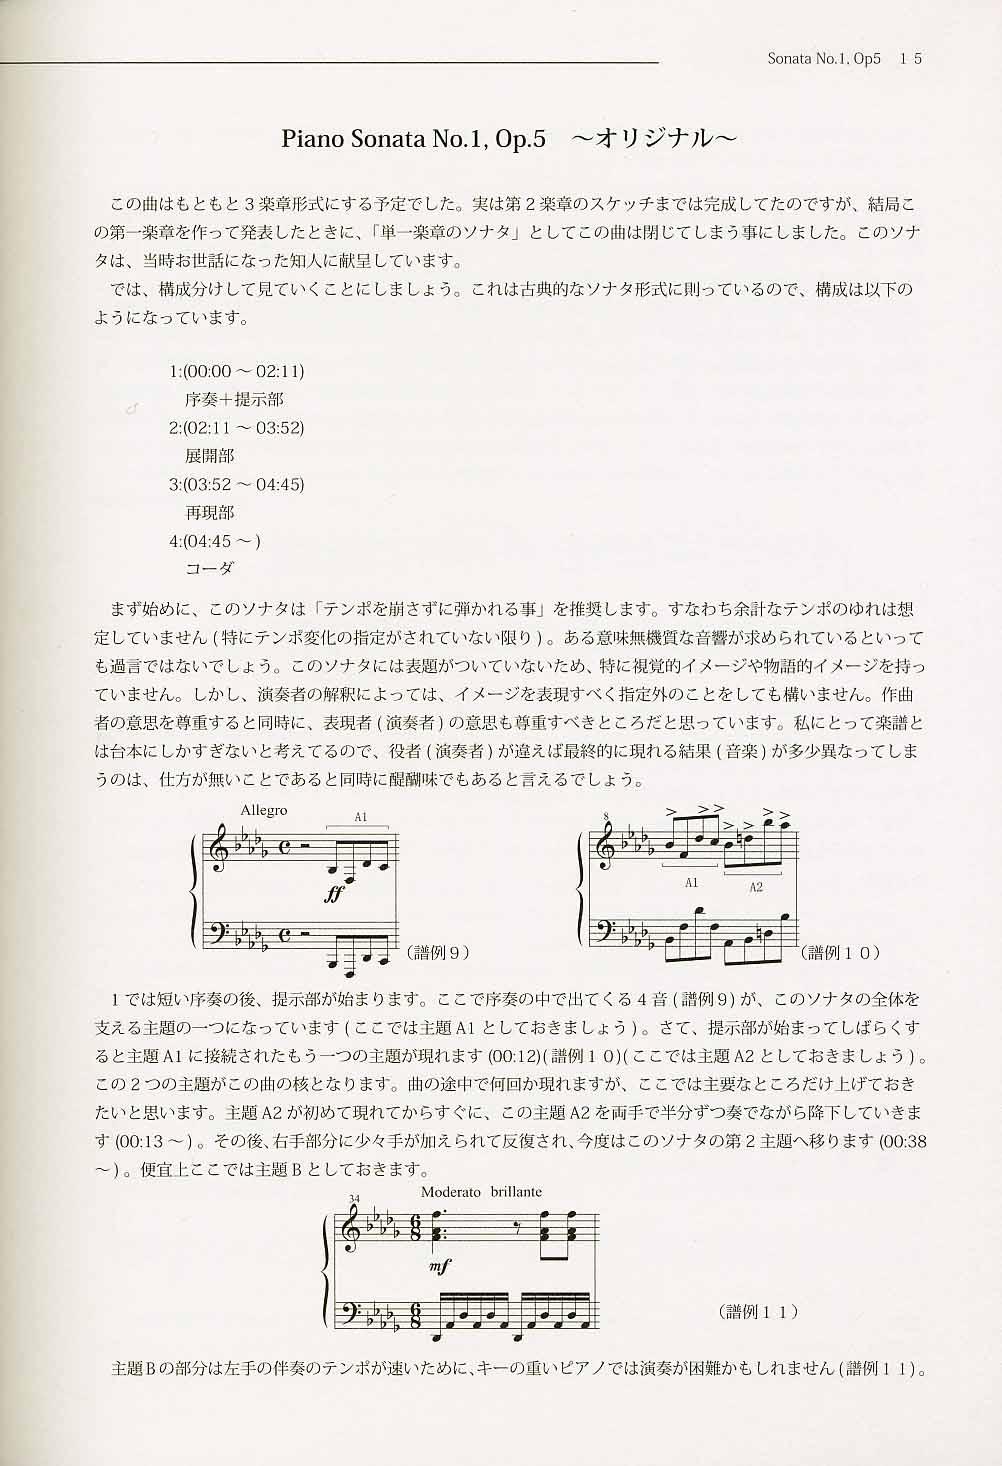 Sonata No.1, Op5　１５
Piano Sonata No.1, Op.5　〜オリジナル〜
この曲はもともと３楽章形式にする予定でした。実は第２楽章のスケッチまでは完成してたのですが、結局こ
の第一楽章を作って発表したときに、「単一楽章のソナタ」としてこの曲は閉じてしまう事にしました。このソナ
タは、当時お世話になった知人に献呈しています。
では、構成分けして見ていくことにしましょう。これは古典的なソナタ形式に則っているので、構成は以下の
ようになっています。
1:(00:00 〜 02:11)
序奏＋提示部
2:(02:11 〜 03:52)
展開部
3:(03:52 〜 04:45)
再現部
4:(04:45 〜 )
コーダ
まず始めに、このソナタは「テンポを崩さずに弾かれる事」を推奨します。すなわち余計なテンポのゆれは想
定していません ( 特にテンポ変化の指定がされていない限り ) 。ある意味無機質な音響が求められているといって
も過言ではないでしょう。このソナタには表題がついていないため、特に視覚的イメージや物語的イメージを持っ
ていません。しかし、演奏者の解釈によっては、イメージを表現すべく指定外のことをしても構いません。作曲
者の意思を尊重すると同時に、表現者 ( 演奏者 ) の意思も尊重すべきところだと思っています。私にとって楽譜と
は台本にしかすぎないと考えてるので、役者 ( 演奏者 ) が違えば最終的に現れる結果 ( 音楽 ) が多少異なってしま
うのは、仕方が無いことであると同時に醍醐味でもあると言えるでしょう。
Allegro
A1
ff
（譜例９）
8
A1
A2
（譜例１０）
１では短い序奏の後、提示部が始まります。ここで序奏の中で出てくる４音 ( 譜例９) が、このソナタの全体を
支える主題の一つになっています ( ここでは主題 A1 としておきましょう ) 。さて、提示部が始まってしばらくす
ると主題 A1 に接続されたもう一つの主題が現れます (00:12)( 譜例１０)( ここでは主題 A2 としておきましょう ) 。
この２つの主題がこの曲の核となります。曲の途中で何回か現れますが、ここでは主要なところだけ上げておき
たいと思います。主題 A2 が初めて現れてからすぐに、この主題 A2 を両手で半分ずつ奏でながら降下していきま
す (00:13 〜 ) 。その後、右手部分に少々手が加えられて反復され、今度はこのソナタの第２主題へ移ります (00:38
〜 ) 。便宜上ここでは主題 B としておきます。
34
Moderato brillante
6
8
mf
6
8
（譜例１１）
主題Ｂの部分は左手の伴奏のテンポが速いために、キーの重いピアノでは演奏が困難かもしれません ( 譜例１１)。